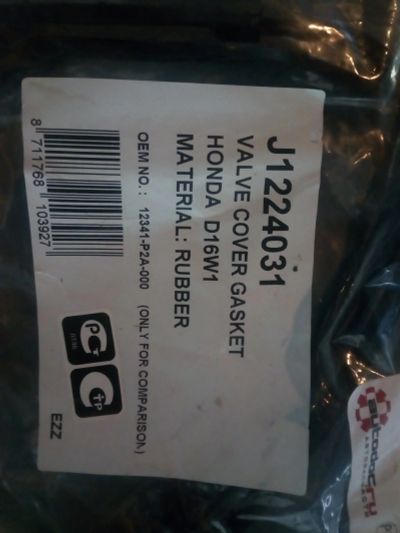 J1224031
VALVE COVER GASKET
HONDA D16W1
MATERIAL: RUBBER
OEM NO.: 12341-P2A-000 (ONLY FOR COMPARISON)
8 711768 103927
EZZ